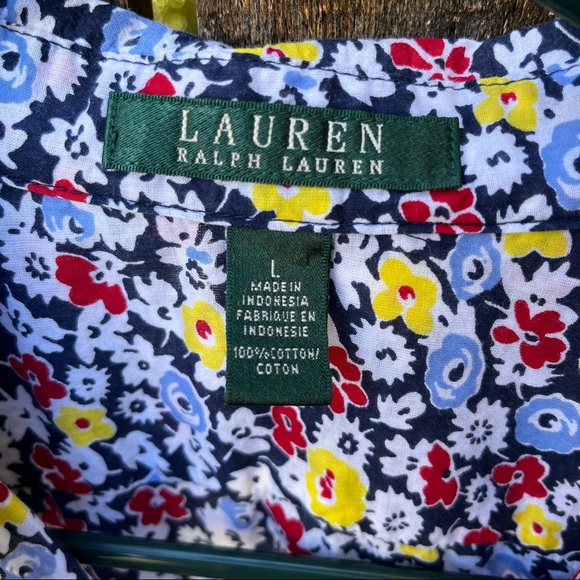 LAUREN
RALPH LAUREN
L
MADE IN
INDONESIA
FABRIQUE EN
INDONESIE
100%COTTON/
COTON